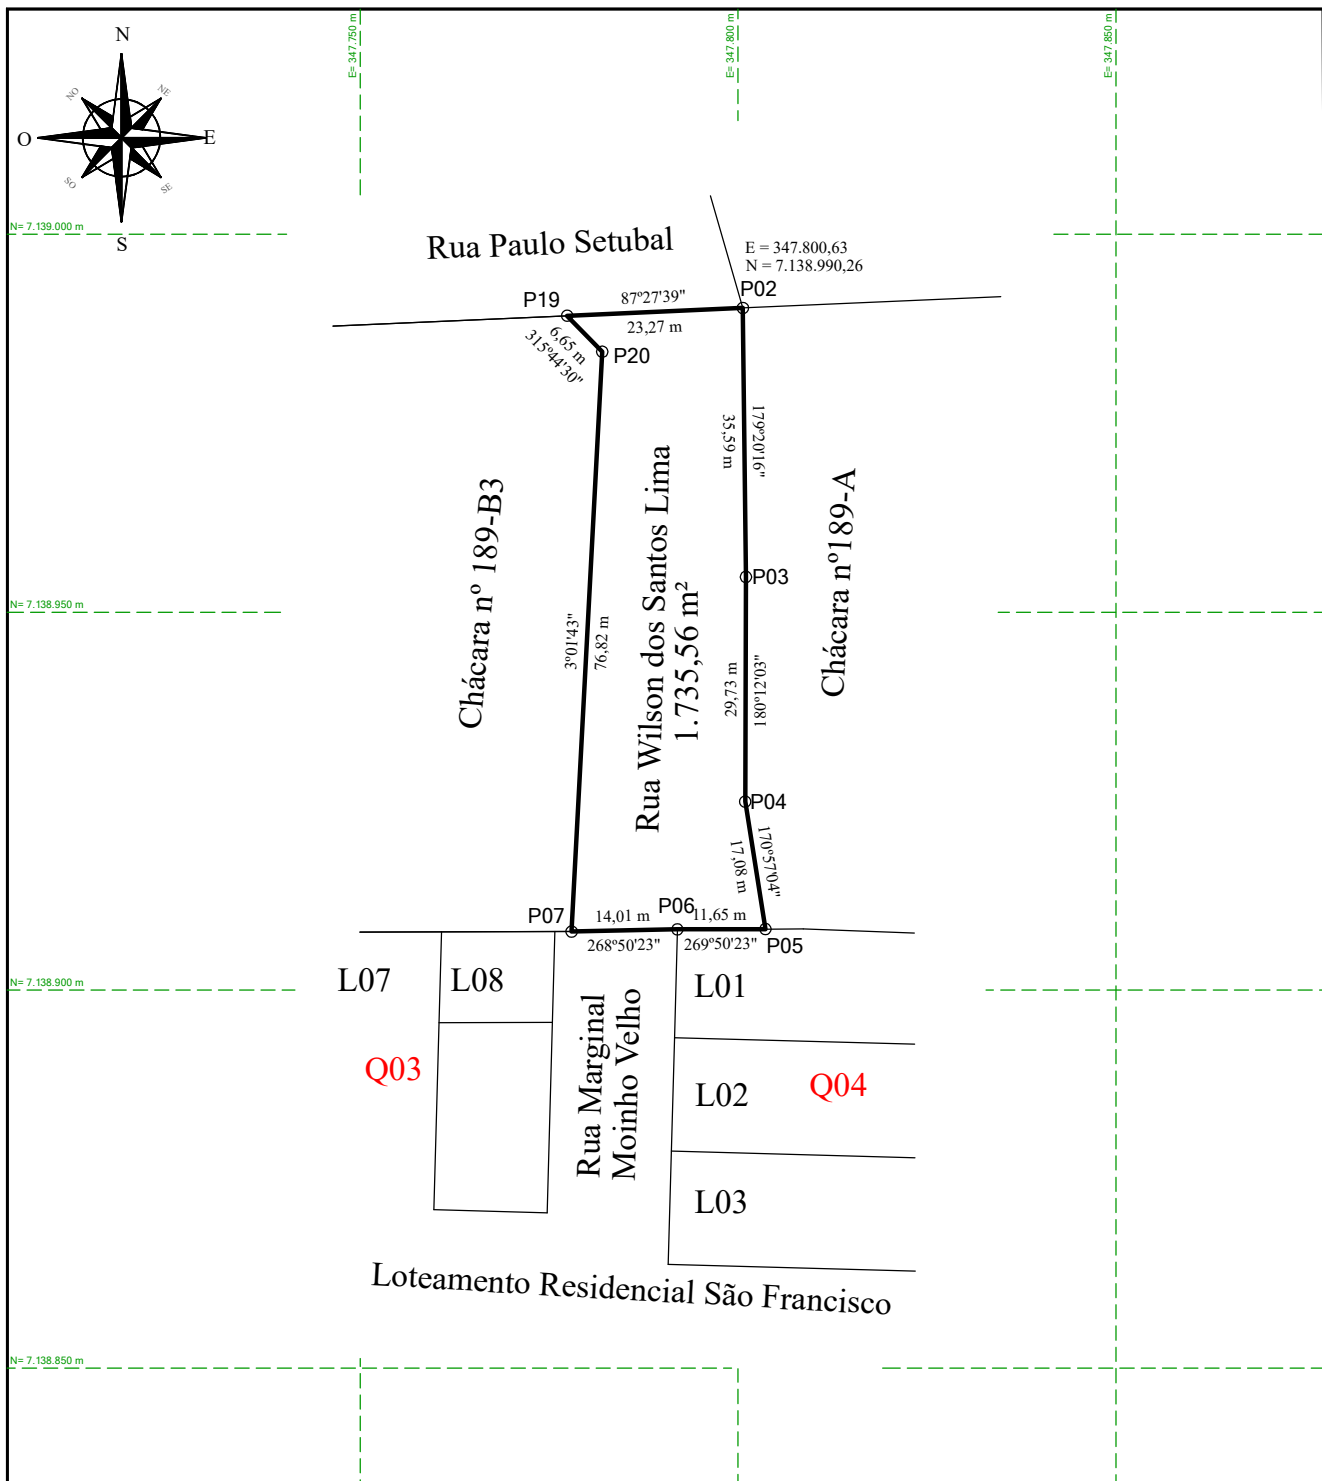 E= 347.750 m
E= 347.800 m
E= 347.850 m
N
NO
NE
O
E
SO
SE
S
N= 7.139.000 m
Rua Paulo Setubal
E = 347.800,63
N = 7.138.990,26
P19
87º27'39"
P02
23,27 m
6,65 m
315º44'30"
P20
35,59 m
179º20'16"
Chácara nº 189-B3
Rua Wilson dos Santos Lima
1.735,56 m²
Chácara nº189-A
P03
N= 7.138.950 m
3º01'43"
76,82 m
29,73 m
180º12'03"
P04
17,08 m
170º57'04"
P07
14,01 m
P06
11,65 m
268º50'23"
269º50'23"
P05
N= 7.138.900 m
L07
L08
L01
Rua Marginal
Moinho Velho
Q03
L02
Q04
L03
Loteamento Residencial São Francisco
N= 7.138.850 m